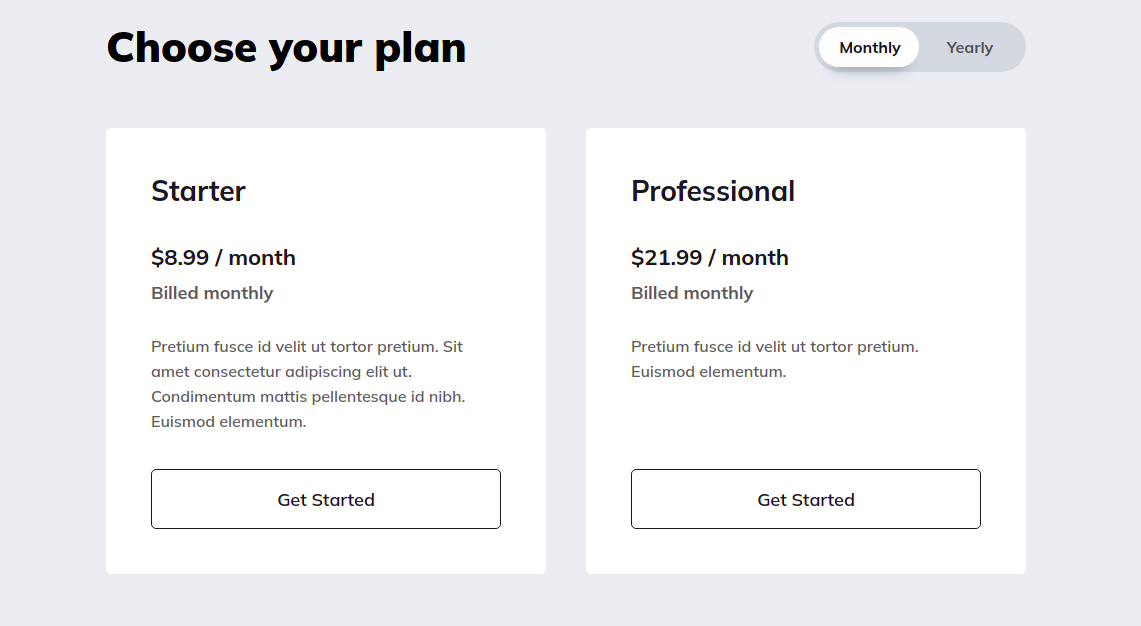 Choose your plan
Monthly
Yearly
Starter
$8.99 / month
Billed monthly
Pretium fusce id velit ut tortor pretium. Sit
amet consectetur adipiscing elit ut.
Condimentum mattis pellentesque id nibh.
Euismod elementum.
Get Started
Professional
$21.99 / month
Billed monthly
Pretium fusce id velit ut tortor pretium.
Euismod elementum.
Get Started